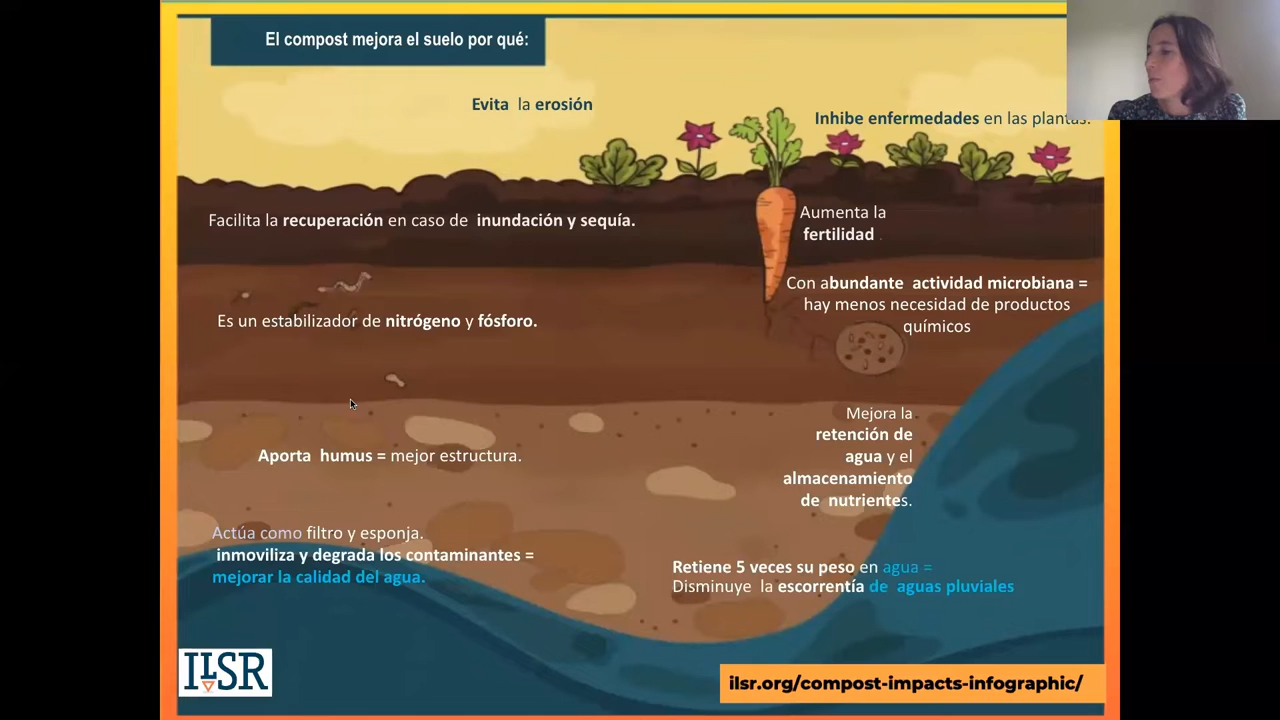 El compost mejora el suelo por qué:
Evita la erosión
Inhibe enfermedades en las plantas.
Facilita la recuperación en caso de inundación y sequía.
Aumenta la
fertilidad
Con abundante actividad microbiana =
hay menos necesidad de productos
químicos
Es un estabilizador de nitrógeno y fósforo.
Mejora la
retención de
agua y el
almacenamiento
de nutrientes.
Aporta humus = mejor estructura.
Actúa como filtro y esponja.
inmoviliza y degrada los contaminantes =
mejorar la calidad del agua.
Retiene 5 veces su peso en agua =
Disminuye la escorrentía de aguas pluviales
ILSR
ilsr.org/compost-impacts-infographic/